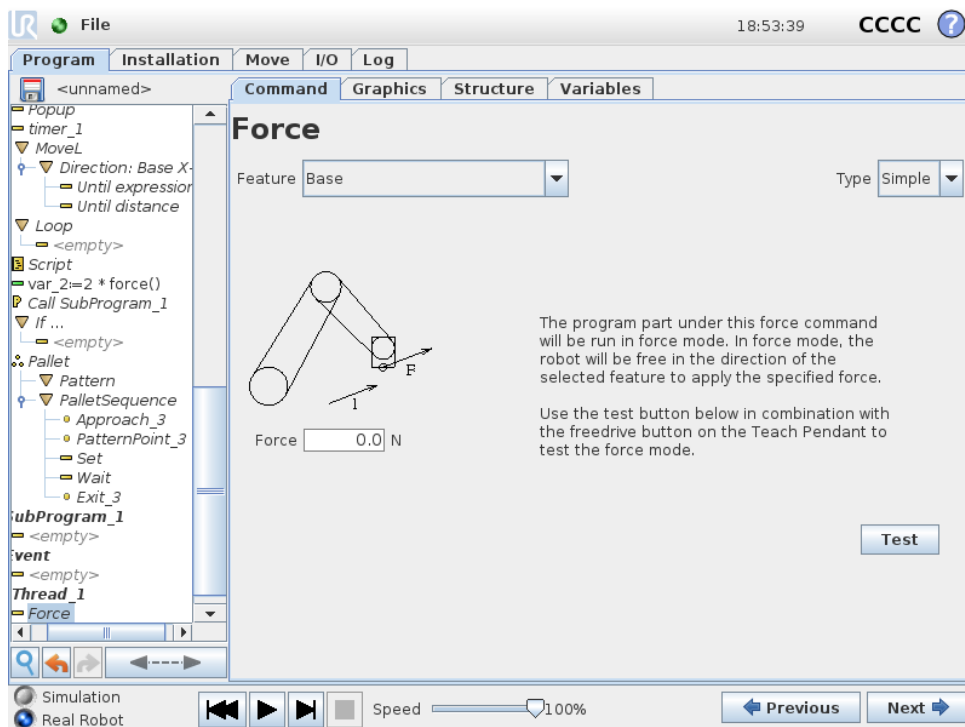 UR File 18:53:39 CCCC ?
Program Installation Move I/O Log
<unnamed>
Command Graphics Structure Variables
Popup
timer_1
MoveL
Direction: Base X-
Until expression
Until distance
Loop
<empty>
Script
var_2:=2 * force()
Call SubProgram_1
If ...
<empty>
Pallet
Pattern
PalletSequence
Approach_3
PatternPoint_3
Set
Wait
Exit_3
SubProgram_1
<empty>
Event
<empty>
Thread_1
Force
Force
Feature Base Type Simple
F
1
Force 0.0 N
The program part under this force command
will be run in force mode. In force mode, the
robot will be free in the direction of the
selected feature to apply the specified force.
Use the test button below in combination with
the freedrive button on the Teach Pendant to
test the force mode.
Test
Simulation
Real Robot
Speed 100%
Previous Next